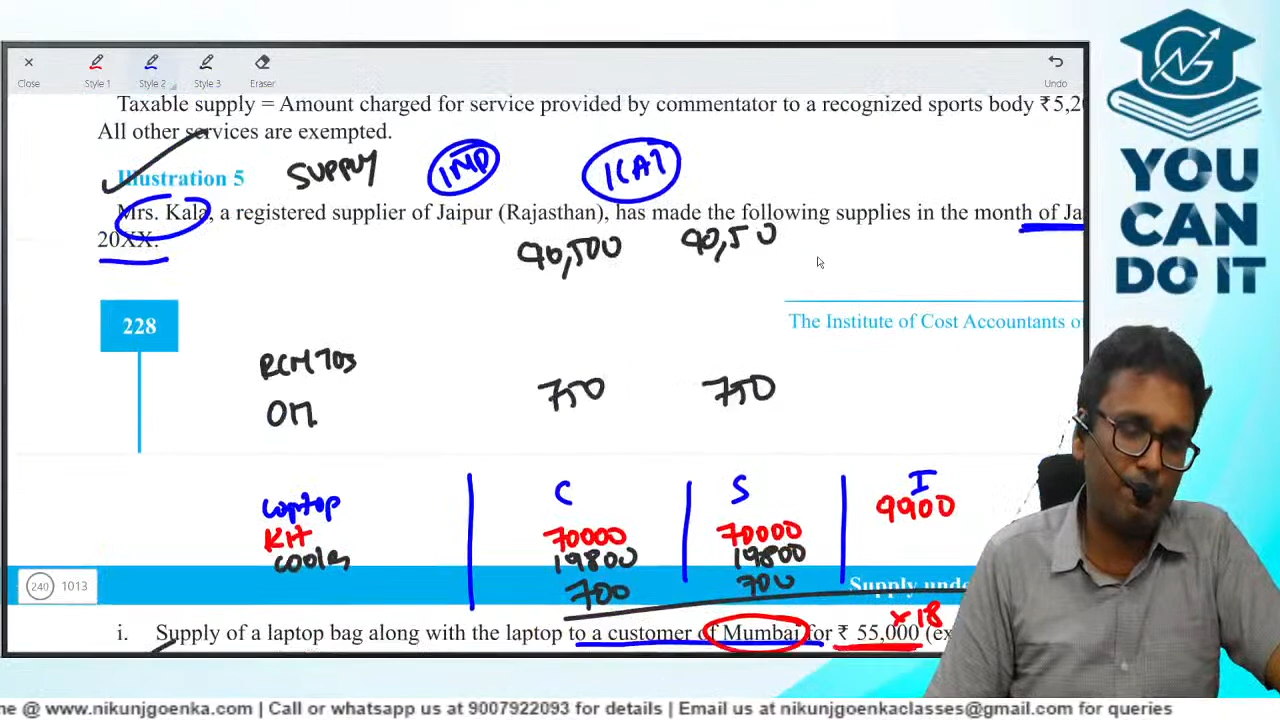 Close Style 1 Style 2 Style 3 Eraser Undo
Taxable supply = Amount charged for service provided by commentator to a recognized sports body ₹5,20
All other services are exempted.
Illustration 5 SUPPLY IMP ICAI
Mrs. Kala, a registered supplier of Jaipur (Rajasthan), has made the following supplies in the month of Ja
20XX.
90,500 90,50
228
The Institute of Cost Accountants o
RCM
750 750
Laptop C S I
9900
Kit 70000 70000
cooler 19800 19800
700 700
240 1013
Supply und
×18
i. Supply of a laptop bag along with the laptop to a customer of Mumbai for ₹ 55,000 (ex
YOU
CAN
DO IT
ne @ www.nikunjgoenka.com | Call or whatsapp us at 9007922093 for details | Email us at nikunjgoenkaclasses@gmail.com for queries